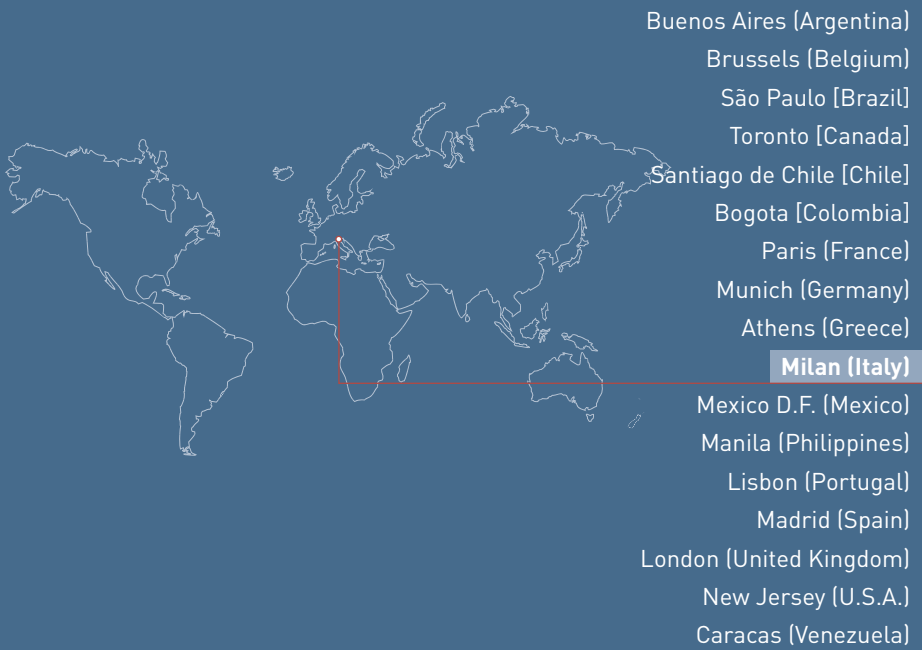 Buenos Aires (Argentina)
Brussels (Belgium)
São Paulo [Brazil]
Toronto [Canada]
Santiago de Chile [Chile]
Bogota [Colombia]
Paris (France)
Munich (Germany)
Athens (Greece)
Milan (Italy)
Mexico D.F. (Mexico)
Manila (Philippines)
Lisbon (Portugal)
Madrid (Spain)
London (United Kingdom)
New Jersey (U.S.A.)
Caracas (Venezuela)